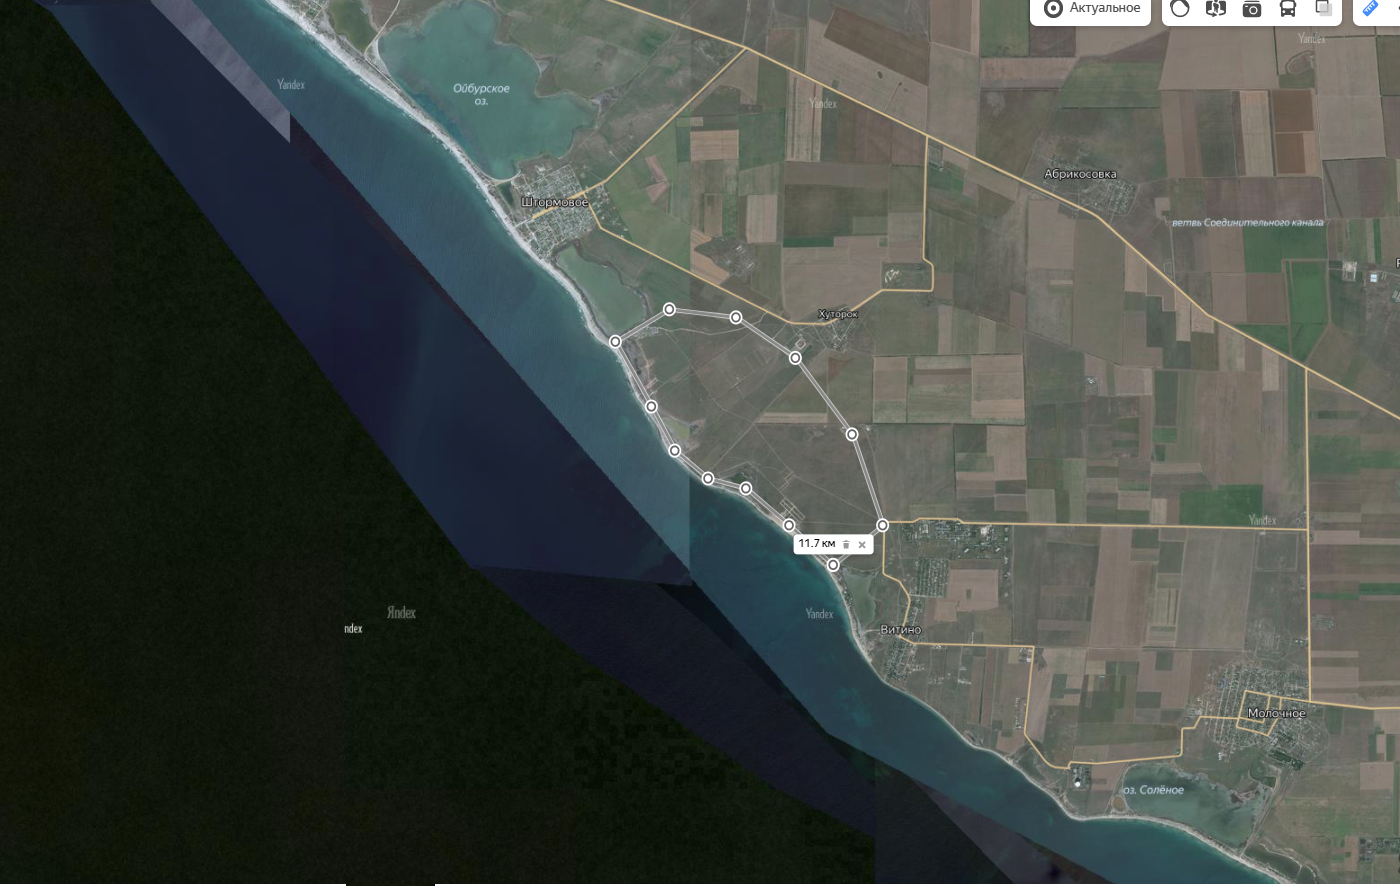 Актуальное
Yandex
Yandex
Ойбурское
оз.
Yandex
Абрикосовка
Штормовое
ветвь Соединительного канала
Хуторок
Yandex
11.7 км
Yandex
Яndex
ndex
Витино
Молочное
оз. Солёное